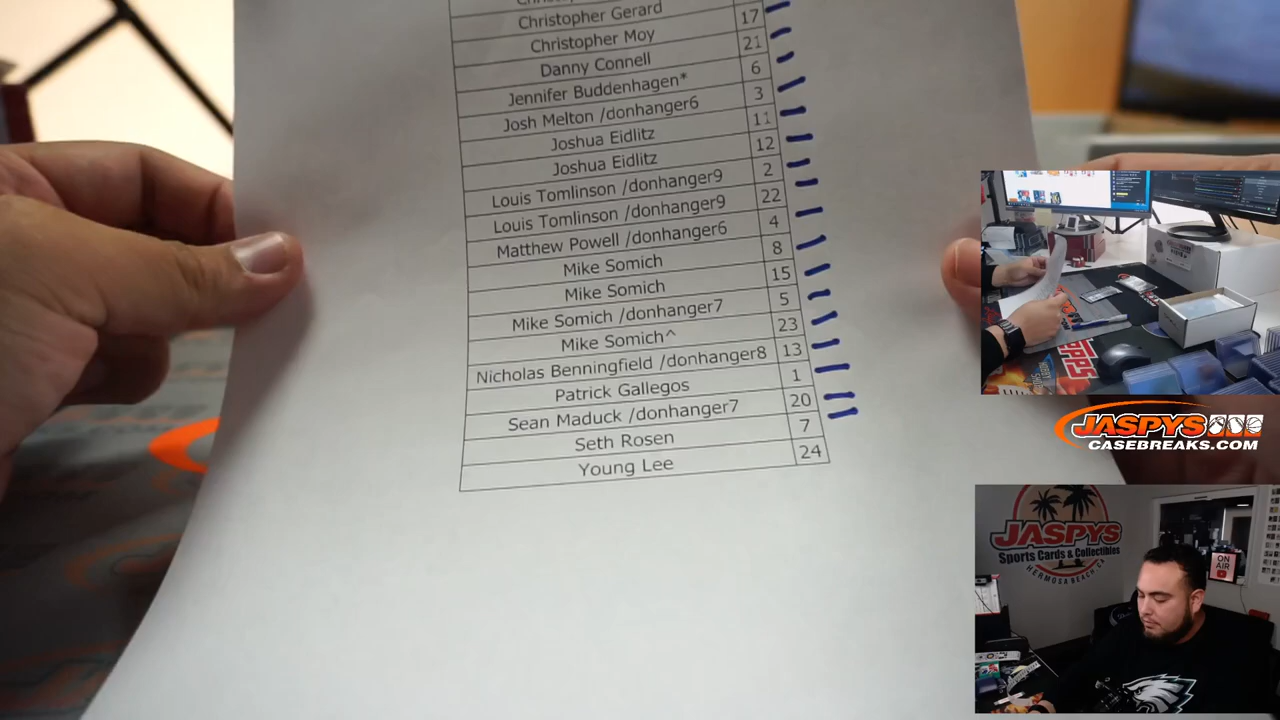 Christopher Gerard
Christopher Moy 17
Danny Connell 21
Jennifer Buddenhagen* 6
Josh Melton /donhanger6 3
Joshua Eidlitz 11
Joshua Eidlitz 12
Louis Tomlinson /donhanger9 2
Louis Tomlinson /donhanger9 22
Matthew Powell /donhanger6 4
Mike Somich 8
Mike Somich 15
Mike Somich /donhanger7 5
Mike Somich^ 23
Nicholas Benningfield /donhanger8 13
Patrick Gallegos 1
Sean Maduck /donhanger7 20
Seth Rosen 7
Young Lee 24
TOPPS
JASPYS
CASEBREAKS.COM
JASPYS
Sports Cards & Collectibles
HERMOSA BEACH, CA
ON
AIR